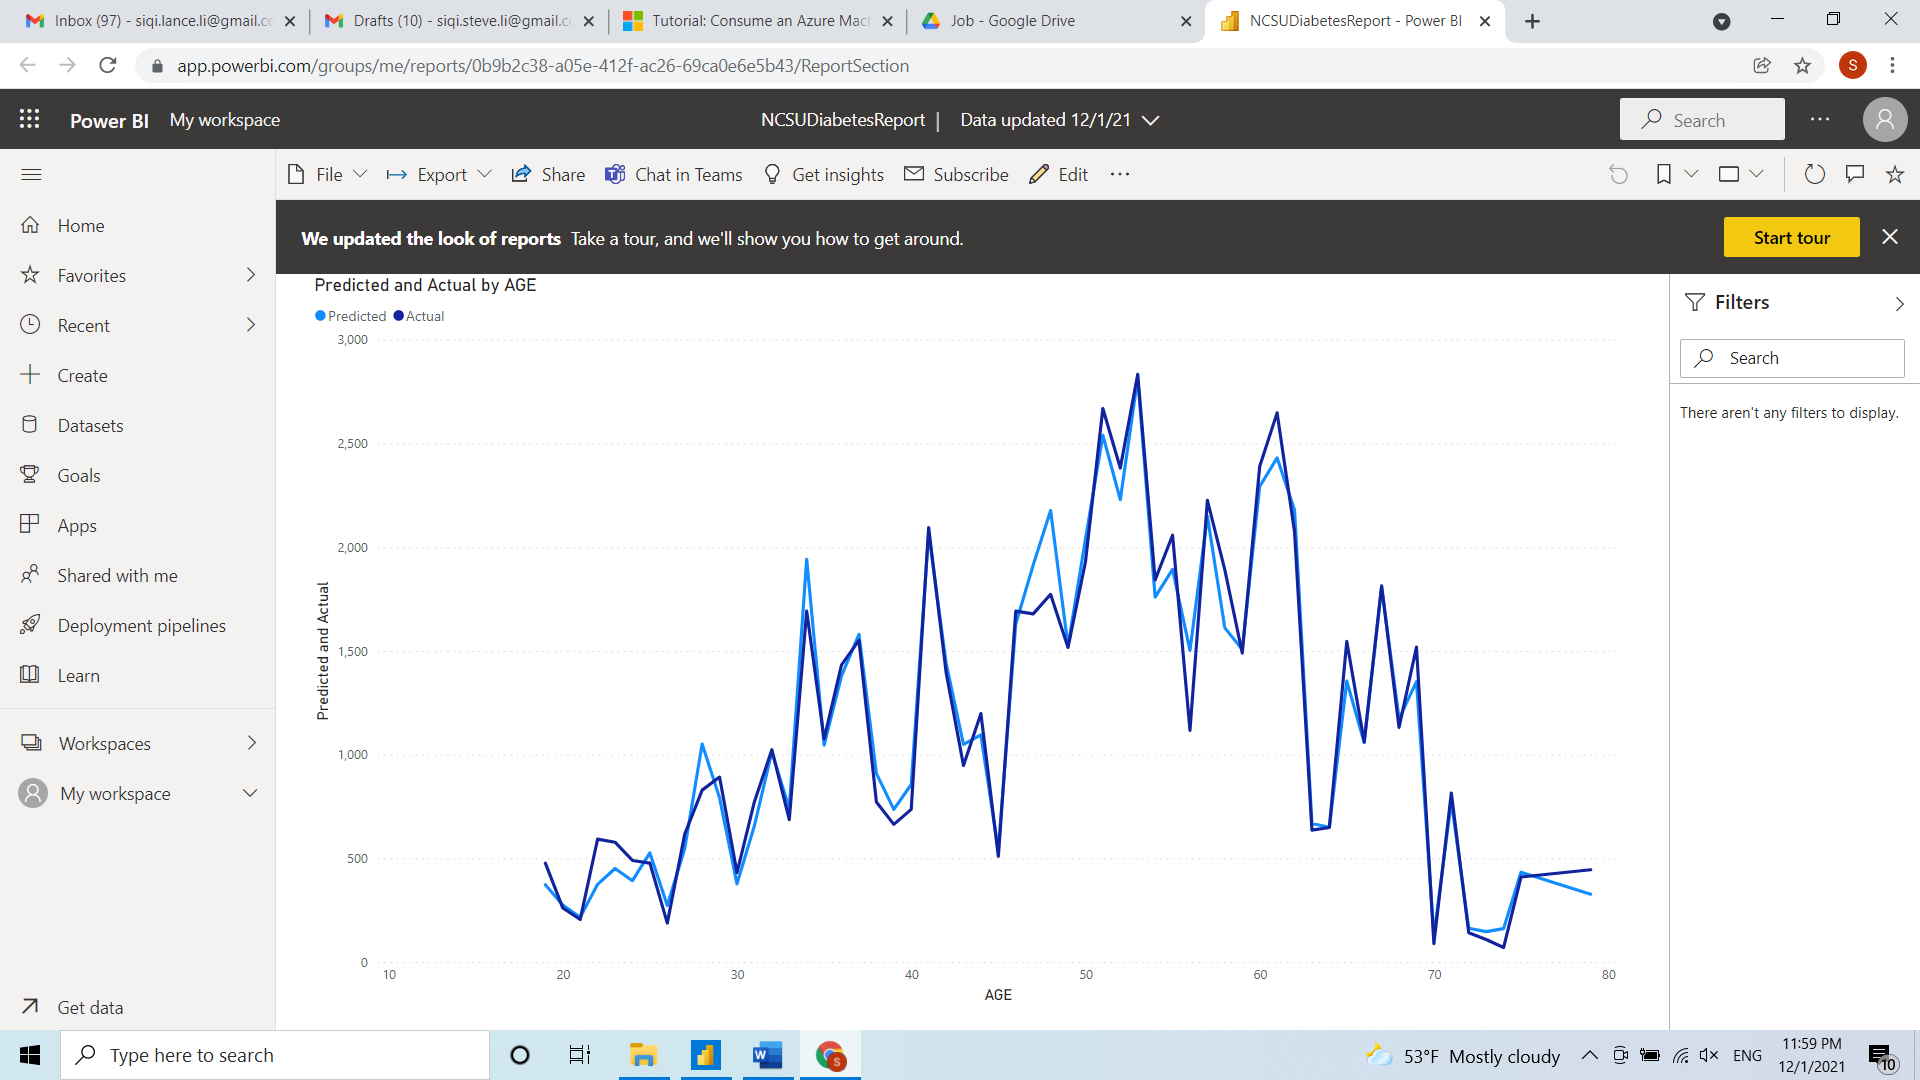 Inbox (97) - siqi.lance.li@gmail.co
Drafts (10) - siqi.steve.li@gmail.co
Tutorial: Consume an Azure Mach
Job - Google Drive
NCSUDiabetesReport - Power BI
app.powerbi.com/groups/me/reports/0b9b2c38-a05e-412f-ac26-69ca0e6e5b43/ReportSection
S
Power BI My workspace
NCSUDiabetesReport | Data updated 12/1/21
Search
File
Export
Share
Chat in Teams
Get insights
Subscribe
Edit
We updated the look of reports Take a tour, and we'll show you how to get around.
Start tour
Home
Favorites
Recent
Create
Datasets
Goals
Apps
Shared with me
Deployment pipelines
Learn
Workspaces
My workspace
Get data
Predicted and Actual by AGE
Predicted Actual
3,000
2,500
2,000
1,500
1,000
500
0
Predicted and Actual
10 20 30 40 50 60 70 80
AGE
Filters
Search
There aren't any filters to display.
Type here to search
53°F Mostly cloudy
ENG
11:59 PM
12/1/2021
10